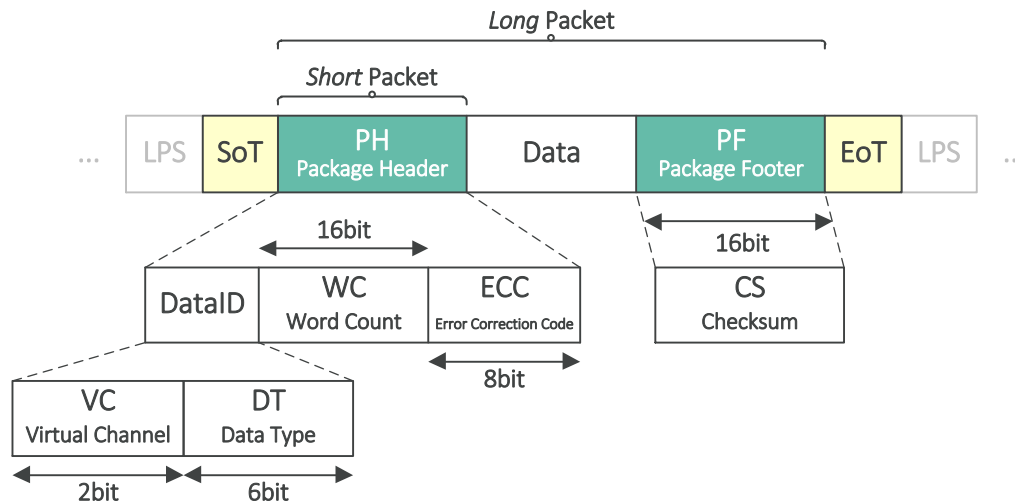 Long Packet
Short Packet
... LPS SoT PH Data PF EoT LPS ..
Package Header Package Footer
16bit 16bit
DataID WC ECC CS
Word Count Error Correction Code Checksum
8bit
VC DT
Virtual Channel Data Type
2bit 6bit